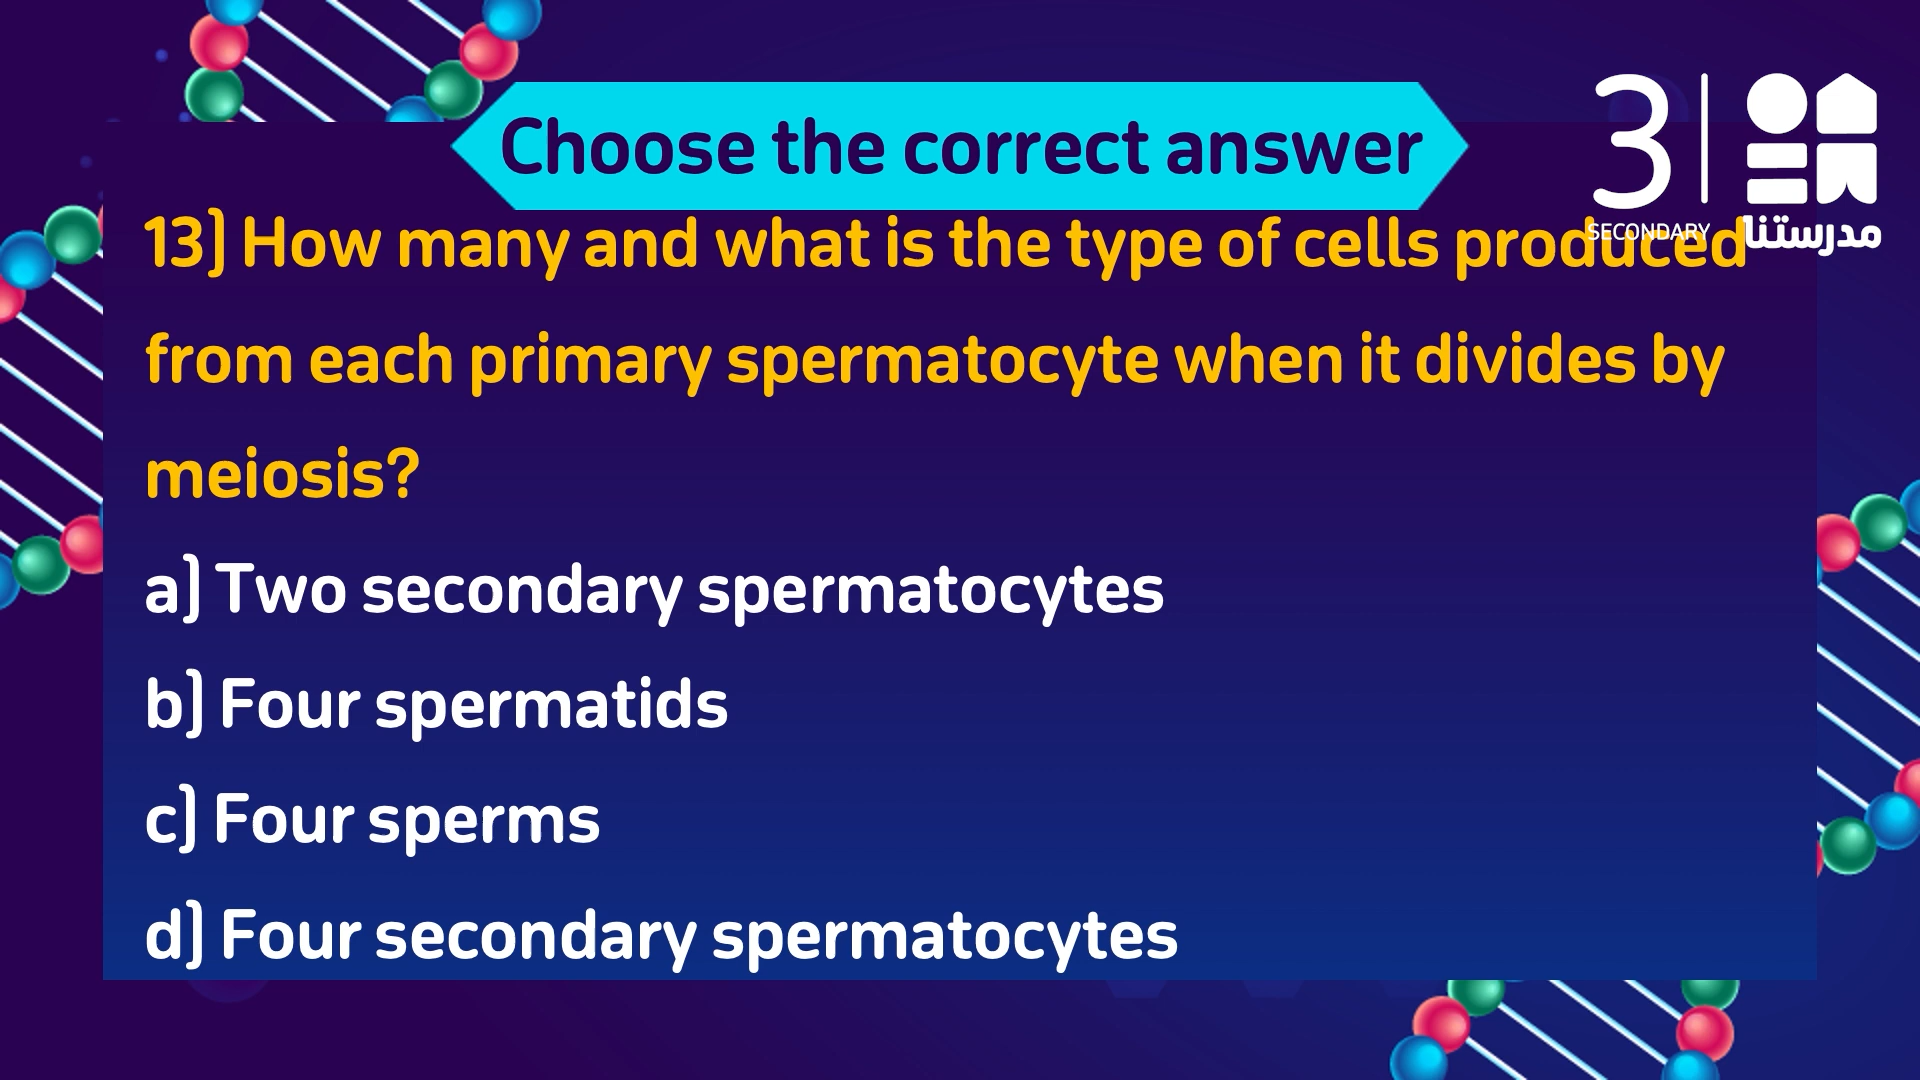 Choose the correct answer
3
SECONDARY
مدرستنا
13) How many and what is the type of cells produced
from each primary spermatocyte when it divides by
meiosis?
a) Two secondary spermatocytes
b) Four spermatids
c) Four sperms
d) Four secondary spermatocytes